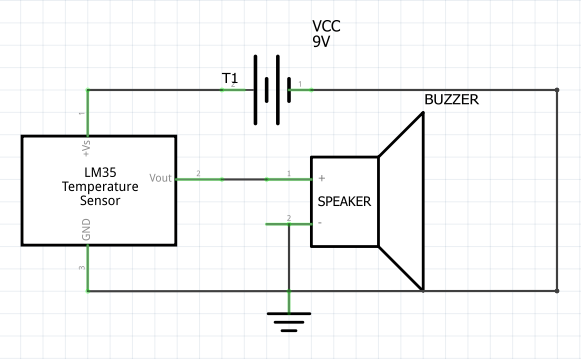 VCC
9V
T1
2
1
BUZZER
1
+Vs
LM35
Temperature
Sensor
Vout
2
1
+
SPEAKER
2
-
GND
3